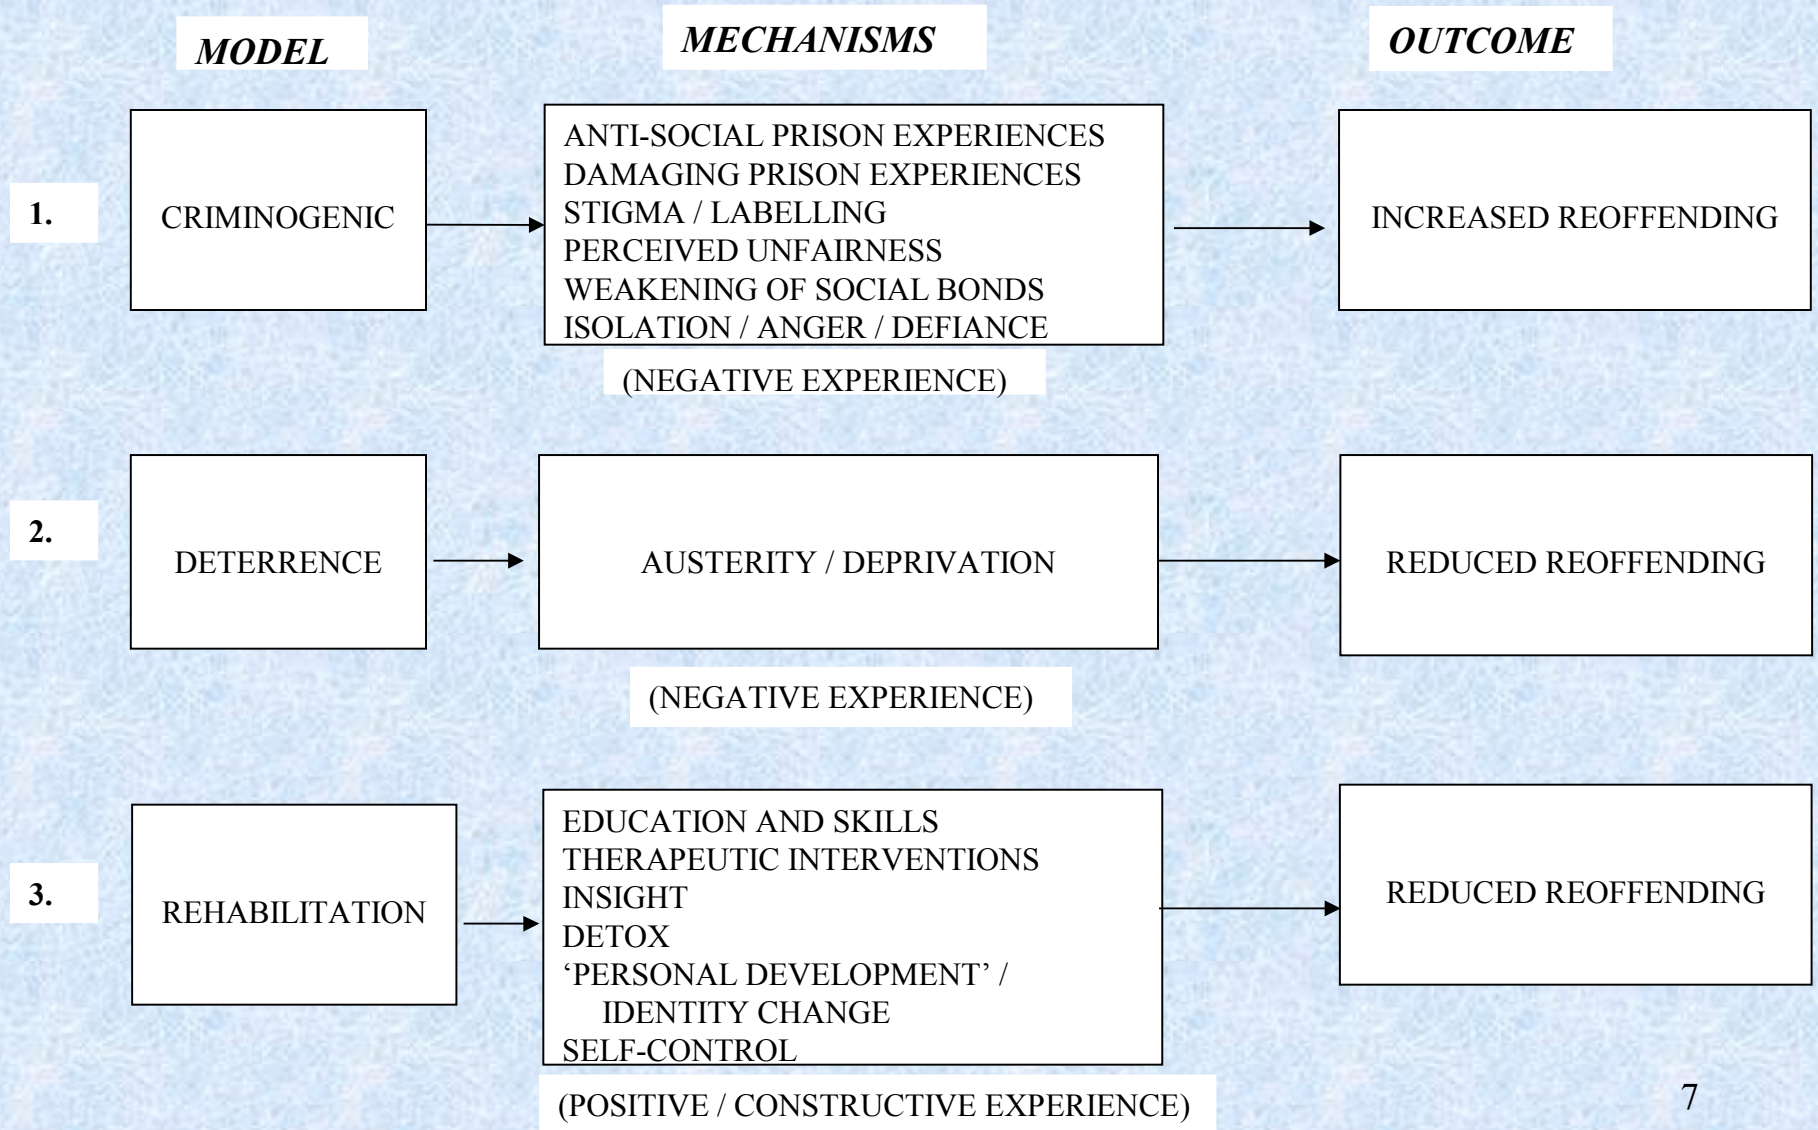 MODEL
MECHANISMS
OUTCOME
1.
CRIMINOGENIC
ANTI-SOCIAL PRISON EXPERIENCES
DAMAGING PRISON EXPERIENCES
STIGMA / LABELLING
PERCEIVED UNFAIRNESS
WEAKENING OF SOCIAL BONDS
ISOLATION / ANGER / DEFIANCE
(NEGATIVE EXPERIENCE)
INCREASED REOFFENDING
2.
DETERRENCE
AUSTERITY / DEPRIVATION
(NEGATIVE EXPERIENCE)
REDUCED REOFFENDING
3.
REHABILITATION
EDUCATION AND SKILLS
THERAPEUTIC INTERVENTIONS
INSIGHT
DETOX
‘PERSONAL DEVELOPMENT’ /
IDENTITY CHANGE
SELF-CONTROL
(POSITIVE / CONSTRUCTIVE EXPERIENCE)
REDUCED REOFFENDING
7